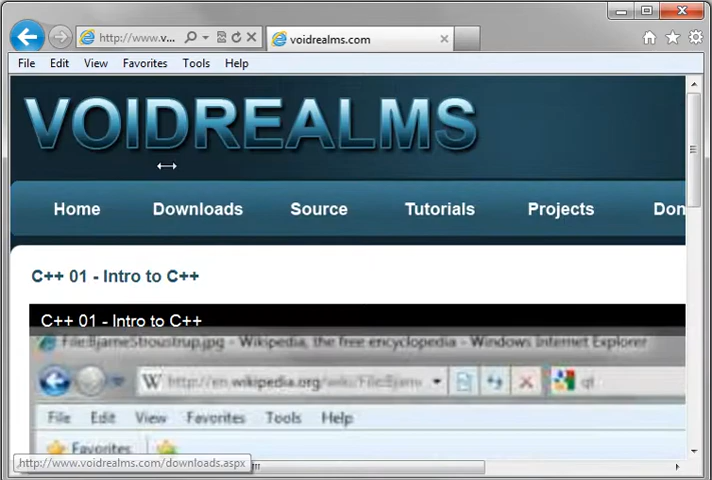 http://www.v...
voidrealms.com
File Edit View Favorites Tools Help
VOIDREALMS
Home Downloads Source Tutorials Projects Don
C++ 01 - Intro to C++
C++ 01 - Intro to C++
File:BjarneStroustrup.jpg - Wikipedia, the free encyclopedia - Windows Internet Explorer
W http://en.wikipedia.org/wiki/File:Bjarne qt
File Edit View Favorites Tools Help
Favorites
http://www.voidrealms.com/downloads.aspx